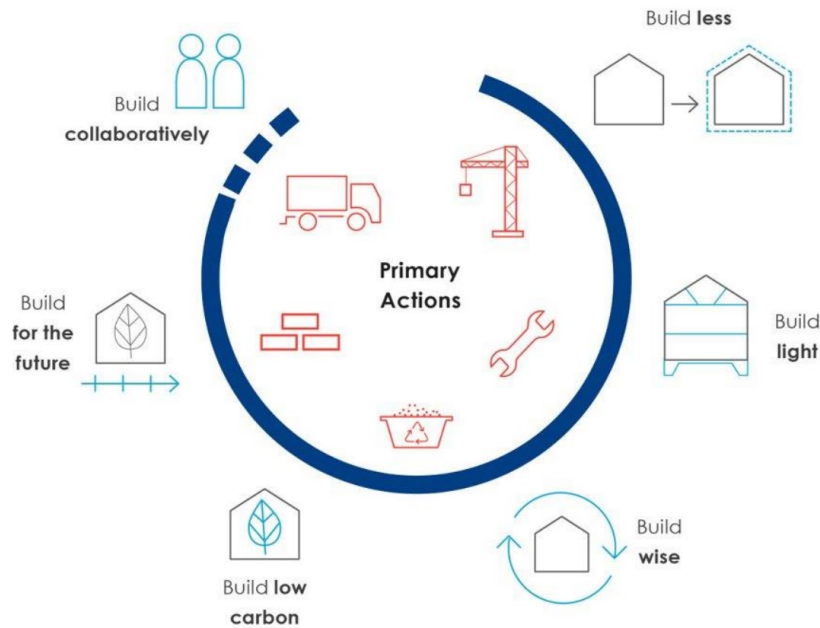 Build less
Build
collaboratively
Primary
Actions
Build
for the
future
Build
light
Build
wise
Build low
carbon